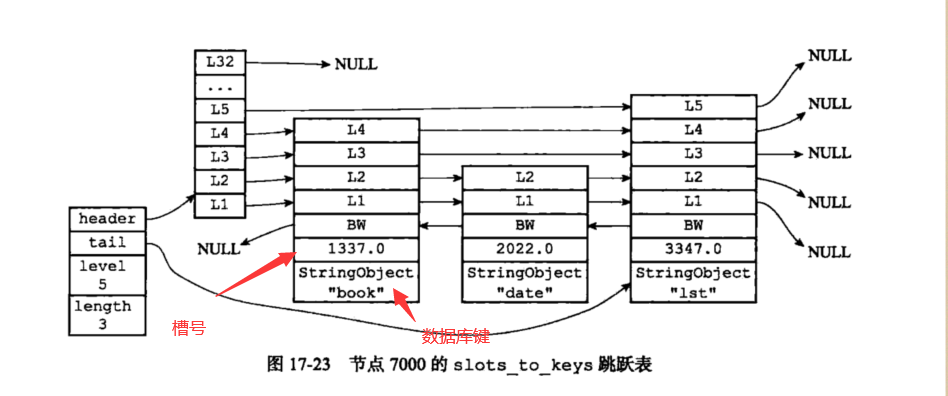 L32
NULL
...
L5
L4
L3
L2
L1
header
tail
level
5
length
3
NULL
L4
L3
L2
L1
BW
1337.0
StringObject
"book"
L2
L1
BW
2022.0
StringObject
"date"
L5
L4
L3
L2
L1
BW
3347.0
StringObject
"lst"
NULL
NULL
NULL
NULL
NULL
槽号
数据库键
图 17-23 节点 7000 的 slots_to_keys 跳跃表